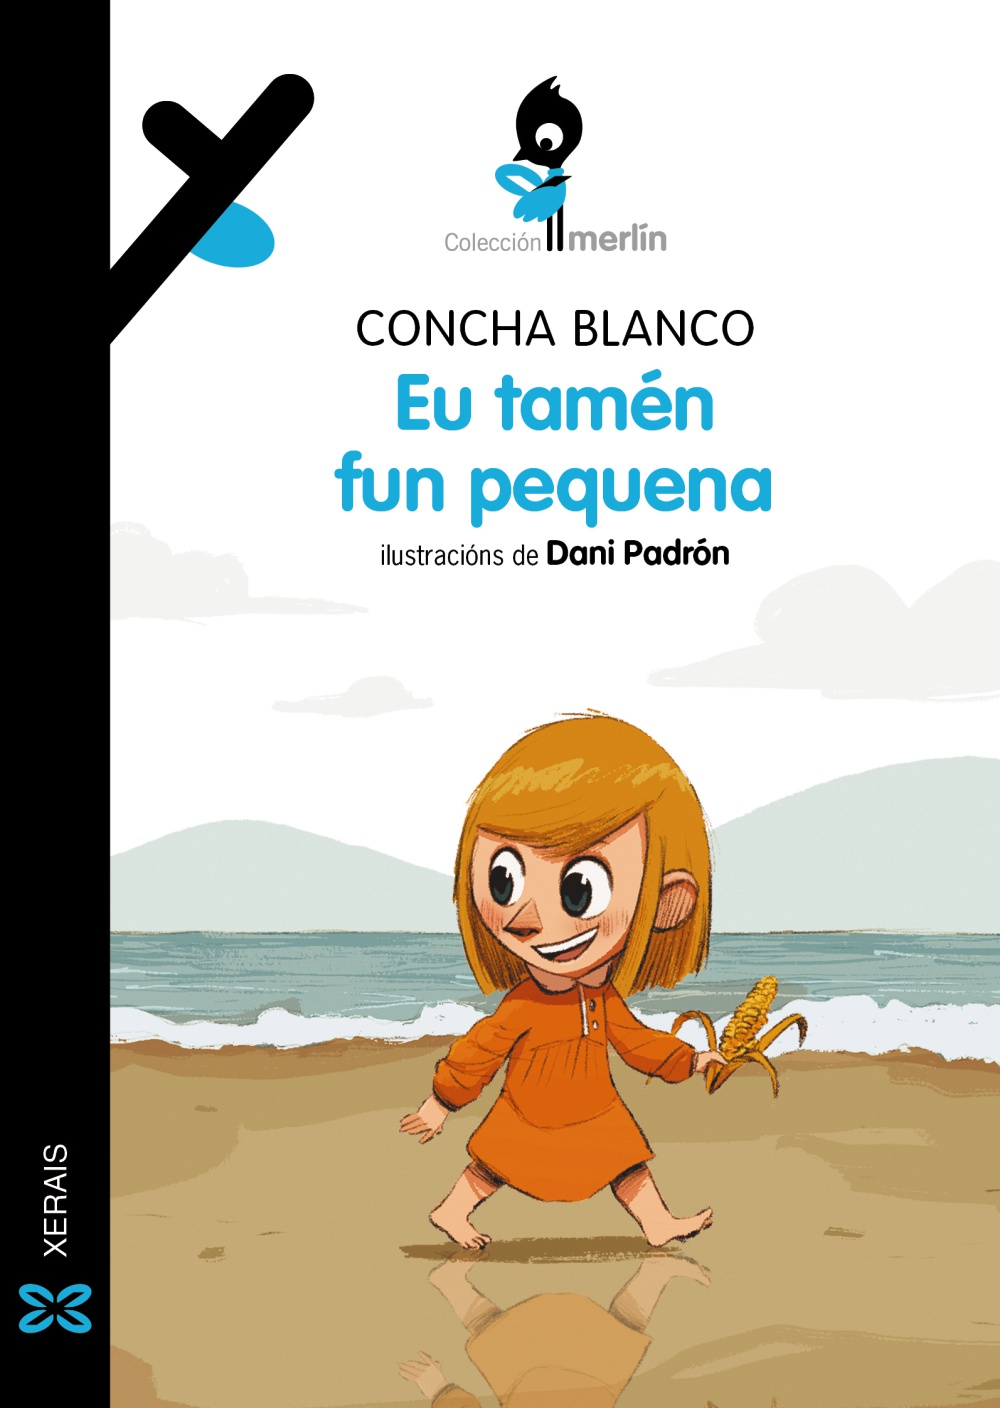 Colección merlín
CONCHA BLANCO
Eu tamén
fun pequena
ilustracións de Dani Padrón
XERAIS